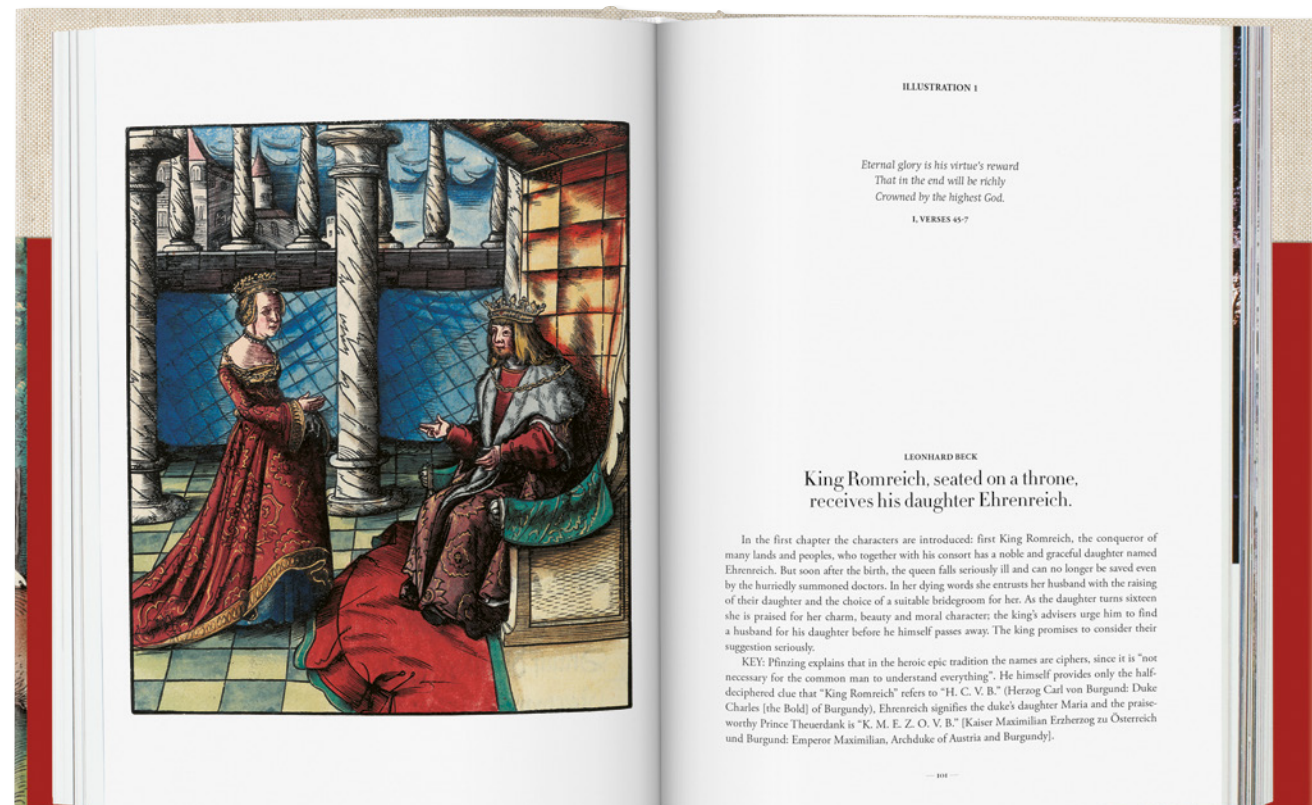 ILLUSTRATION 1
Eternal glory is his virtue's reward
That in the end will be richly
Crowned by the highest God.
I, VERSES 45-7
LEONHARD BECK
King Romreich, seated on a throne,
receives his daughter Ehrenreich.
In the first chapter the characters are introduced: first King Romreich, the conqueror of
many lands and peoples, who together with his consort has a noble and graceful daughter named
Ehrenreich. But soon after the birth, the queen falls seriously ill and can no longer be saved even
by the hurriedly summoned doctors. In her dying words she entrusts her husband with the raising
of their daughter and the choice of a suitable bridegroom for her. As the daughter turns sixteen
she is praised for her charm, beauty and moral character; the king's advisers urge him to find
a husband for his daughter before he himself passes away. The king promises to consider their
suggestion seriously.
KEY: Pfinzing explains that in the heroic epic tradition the names are ciphers, since it is "not
necessary for the common man to understand everything". He himself provides only the half-
deciphered clue that "King Romreich" refers to "H. C. V. B." (Herzog Carl von Burgund: Duke
Charles [the Bold] of Burgundy), Ehrenreich signifies the duke's daughter Maria and the praise-
worthy Prince Theuerdank is "K. M. E. Z. O. V. B." [Kaiser Maximilian Erzherzog zu Österreich
und Burgund: Emperor Maximilian, Archduke of Austria and Burgundy].
— 101 —